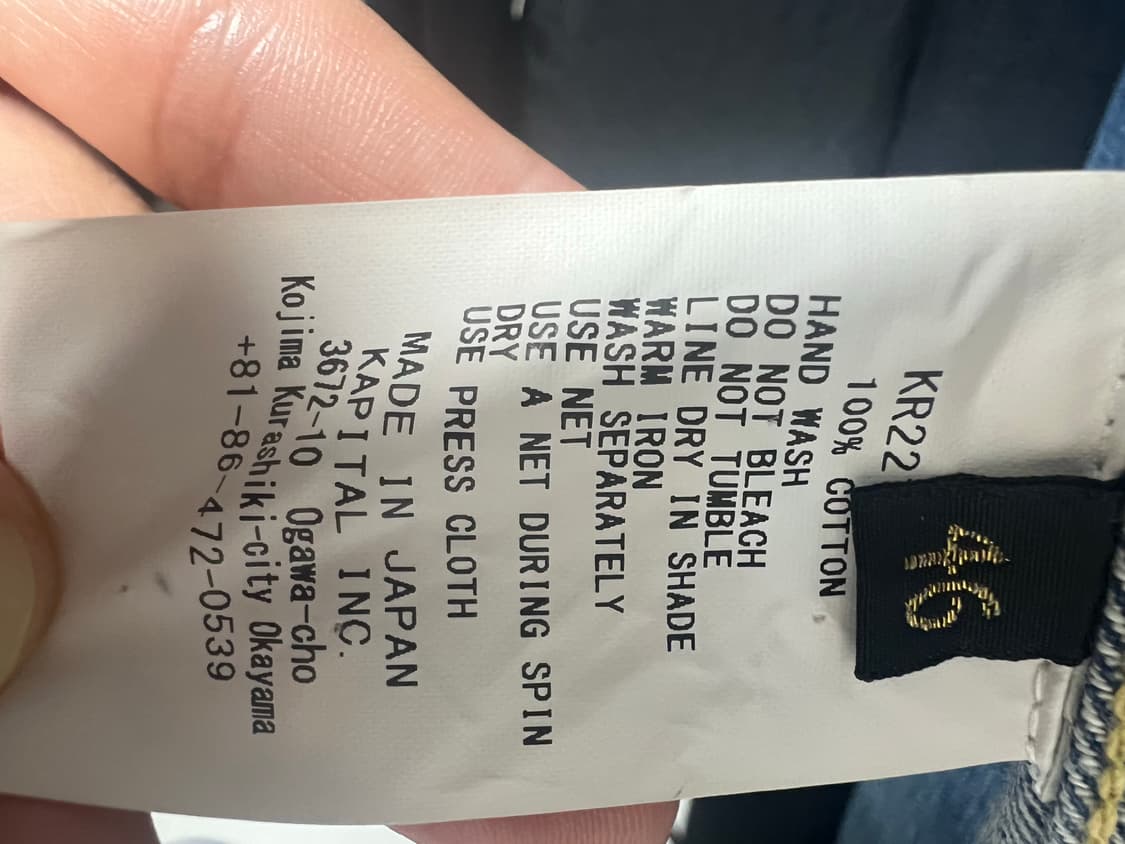 46
KR22
100% COTTON
HAND WASH
DO NOT BLEACH
DO NOT TUMBLE
LINE DRY IN SHADE
WARM IRON
WASH SEPARATELY
USE NET
USE A NET DURING SPIN
DRY
USE PRESS CLOTH
MADE IN JAPAN
KAPITAL INC.
3672-10 Ogawa-cho
Kojima Kurashiki-city Okayama
+81-86-472-0539